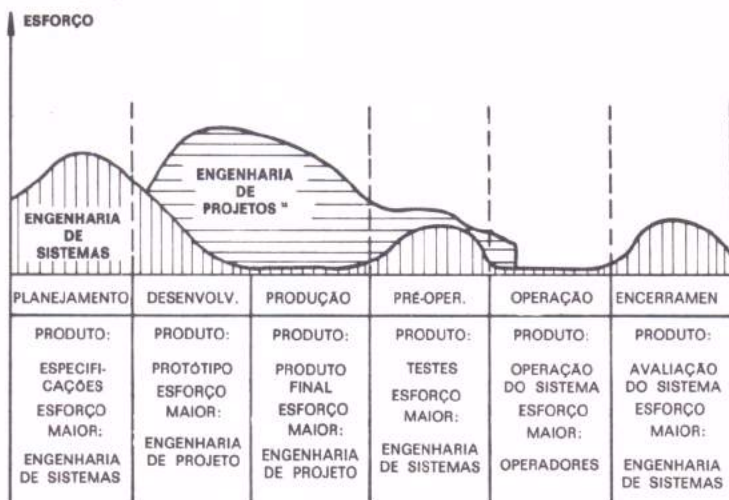 ESFORÇO
ENGENHARIA
DE
PROJETOS
ENGENHARIA
DE
SISTEMAS
PLANEJAMENTO
DESENVOLV.
PRODUÇÃO
PRÉ-OPER.
OPERAÇÃO
ENCERRAMEN
PRODUTO:
ESPECIFI-
CAÇÕES
ESFORÇO
MAIOR:
ENGENHARIA
DE SISTEMAS
PRODUTO:
PROTÓTIPO
ESFORÇO
MAIOR:
ENGENHARIA
DE PROJETO
PRODUTO:
PRODUTO
FINAL
ESFORÇO
MAIOR:
ENGENHARIA
DE PROJETO
PRODUTO:
TESTES
ESFORÇO
MAIOR:
ENGENHARIA
DE SISTEMAS
PRODUTO:
OPERAÇÃO
DO SISTEMA
ESFORÇO
MAIOR:
OPERADORES
PRODUTO:
AVALIAÇÃO
DO SISTEMA
ESFORÇO
MAIOR:
ENGENHARIA
DE SISTEMAS